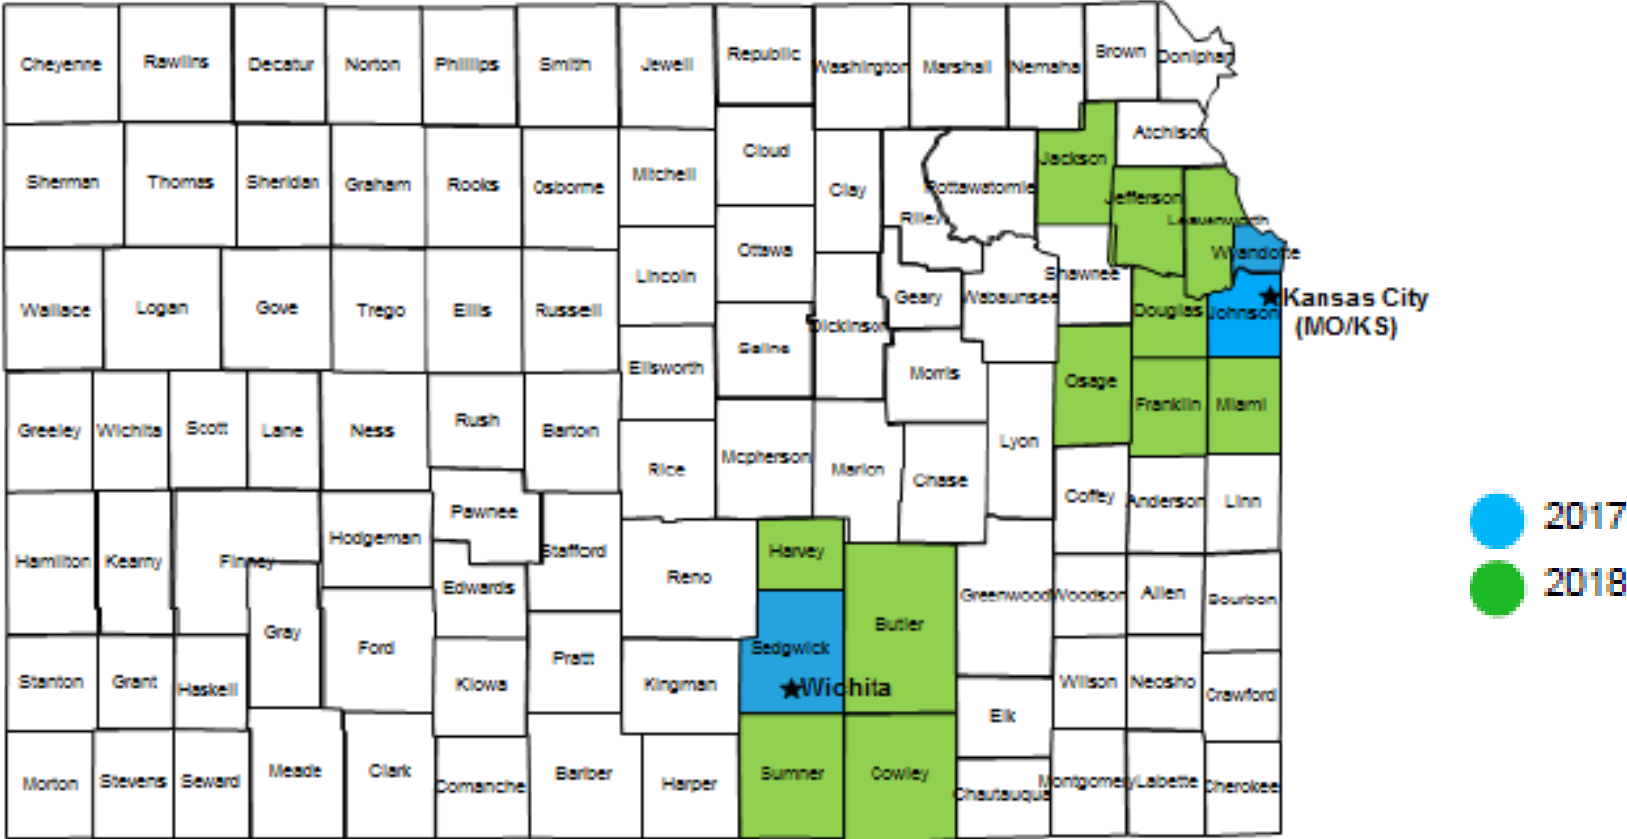 Cheyenne
Rawlins
Decatur
Norton
Phillips
Smith
Jewell
Republic
Washington
Marshall
Nemaha
Brown
Doniphan
Sherman
Thomas
Sheridan
Graham
Rooks
Osborne
Mitchell
Cloud
Clay
Riley
Pottawatomie
Jackson
Atchison
Jefferson
Leavenworth
Wyandotte
Wallace
Logan
Gove
Trego
Ellis
Russell
Lincoln
Ottawa
Saline
Dickinson
Geary
Wabaunsee
Shawnee
Douglas
Johnson
Kansas City
(MO/KS)
Greeley
Wichita
Scott
Lane
Ness
Rush
Barton
Ellsworth
Rice
Mcpherson
Marion
Morris
Chase
Lyon
Osage
Franklin
Miami
Coffey
Anderson
Linn
Hamilton
Kearny
Finney
Hodgeman
Pawnee
Stafford
Edwards
Reno
Harvey
Butler
Greenwood
Woodson
Allen
Bourbon
Gray
Ford
Kiowa
Pratt
Kingman
Sedgwick
Wichita
Stanton
Grant
Haskell
Elk
Wilson
Neosho
Crawford
Morton
Stevens
Seward
Meade
Clark
Comanche
Barber
Harper
Sumner
Cowley
Chautauqua
Montgomery
Labette
Cherokee
2017
2018